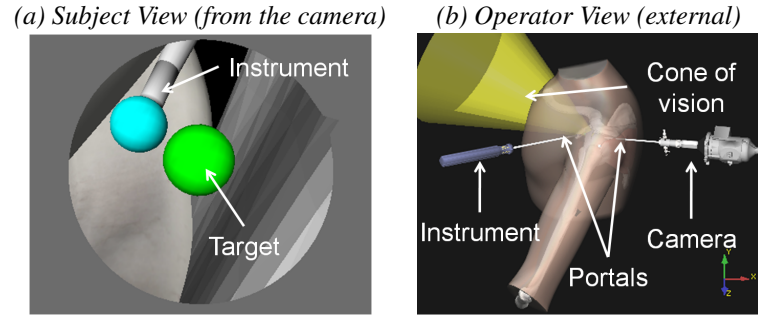 (a) Subject View (from the camera)
Instrument
Target
(b) Operator View (external)
Cone of
vision
Instrument
Camera
Portals
Y
x
z